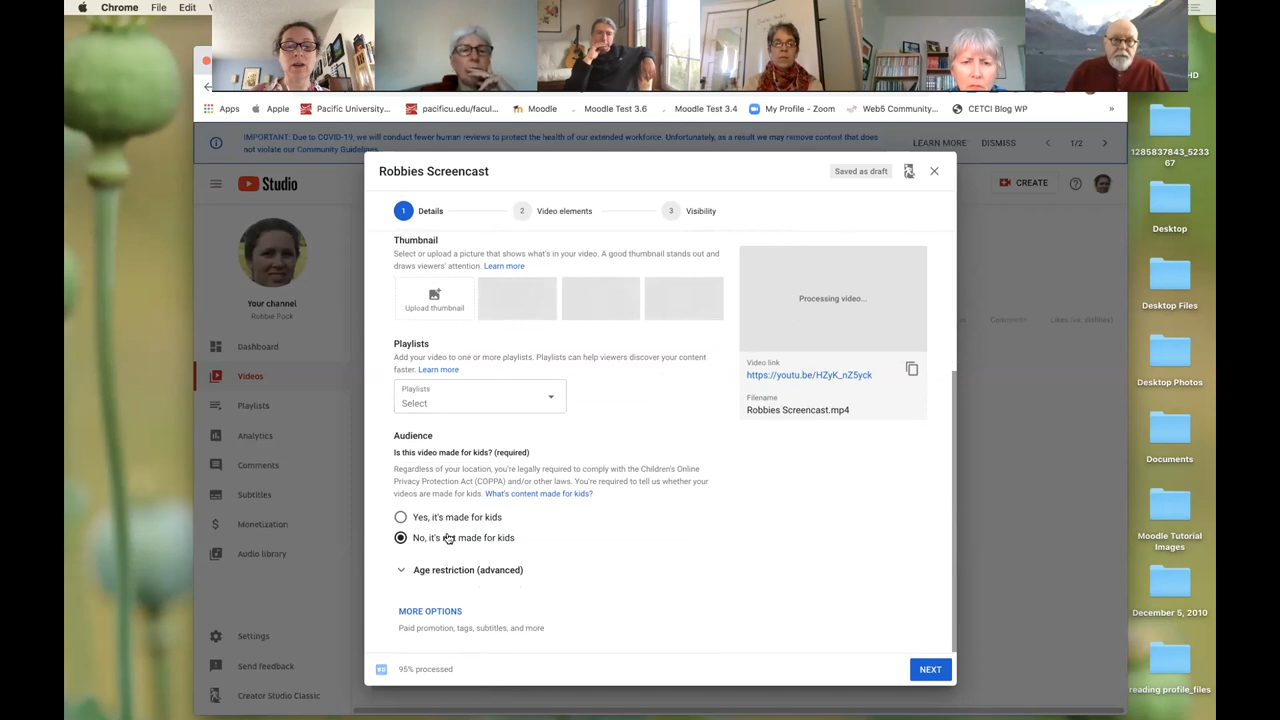 Chrome File Edit
HD
Apps Apple Pacific University... pacificu.edu/facul... Moodle Moodle Test 3.6 Moodle Test 3.4 My Profile - Zoom Web5 Community... CETCI Blog WP »
IMPORTANT: Due to COVID-19, we will conduct fewer human reviews to protect the health of our extended workforce. Unfortunately, as a result we may remove content that does
not violate our Community Guidelines.
LEARN MORE DISMISS 1/2
Studio
CREATE
Your channel
Robbie Pock
Dashboard
Videos
Playlists
Analytics
Comments
Subtitles
Monetization
Audio library
Settings
Send feedback
Creator Studio Classic
Comments Likes (vs. dislikes)
Robbies Screencast
Saved as draft
1 Details 2 Video elements 3 Visibility
Thumbnail
Select or upload a picture that shows what's in your video. A good thumbnail stands out and
draws viewers' attention. Learn more
Upload thumbnail
Playlists
Add your video to one or more playlists. Playlists can help viewers discover your content
faster. Learn more
Playlists
Select
Audience
Is this video made for kids? (required)
Regardless of your location, you're legally required to comply with the Children's Online
Privacy Protection Act (COPPA) and/or other laws. You're required to tell us whether your
videos are made for kids. What's content made for kids?
Yes, it's made for kids
No, it's not made for kids
Age restriction (advanced)
MORE OPTIONS
Paid promotion, tags, subtitles, and more
95% processed
NEXT
Processing video...
Video link
https://youtu.be/HZyK_nZ5yck
Filename
Robbies Screencast.mp4
1285837843_5233
67
Desktop
Desktop Files
Desktop Photos
Documents
Moodle Tutorial
Images
December 5, 2010
reading profile_files